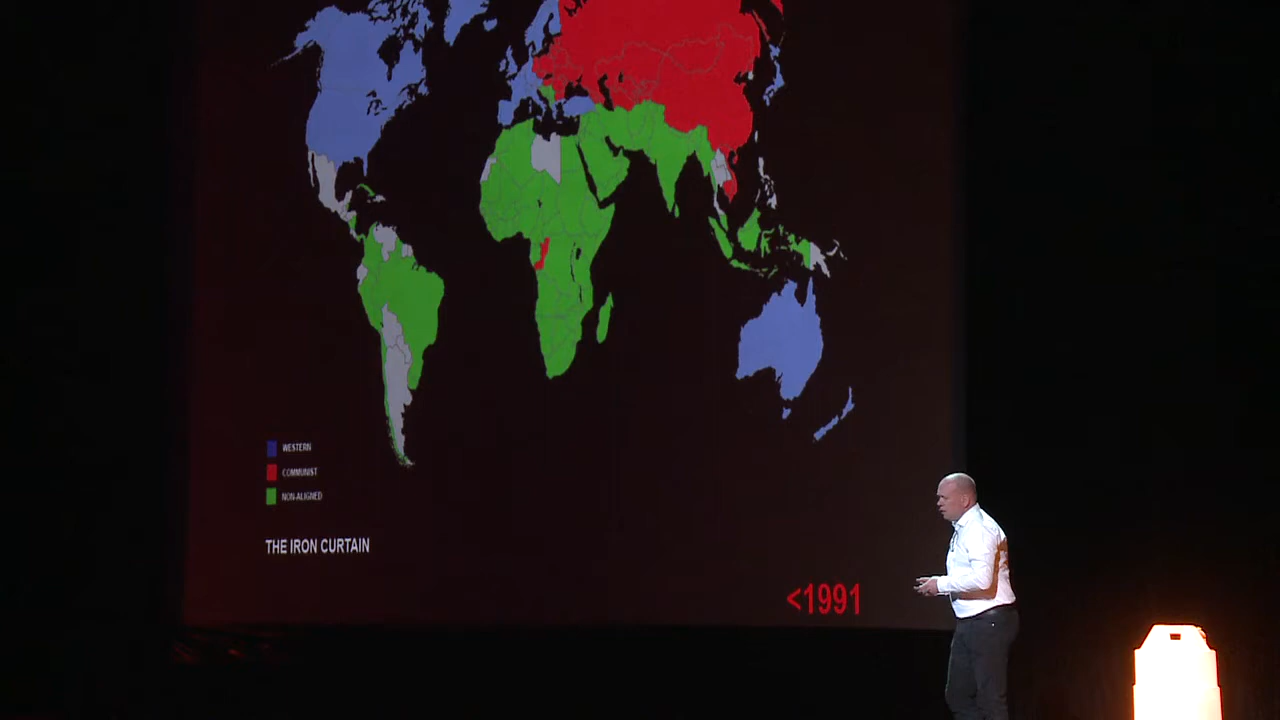 WESTERN
COMMUNIST
NON-ALIGNED
THE IRON CURTAIN
<1991